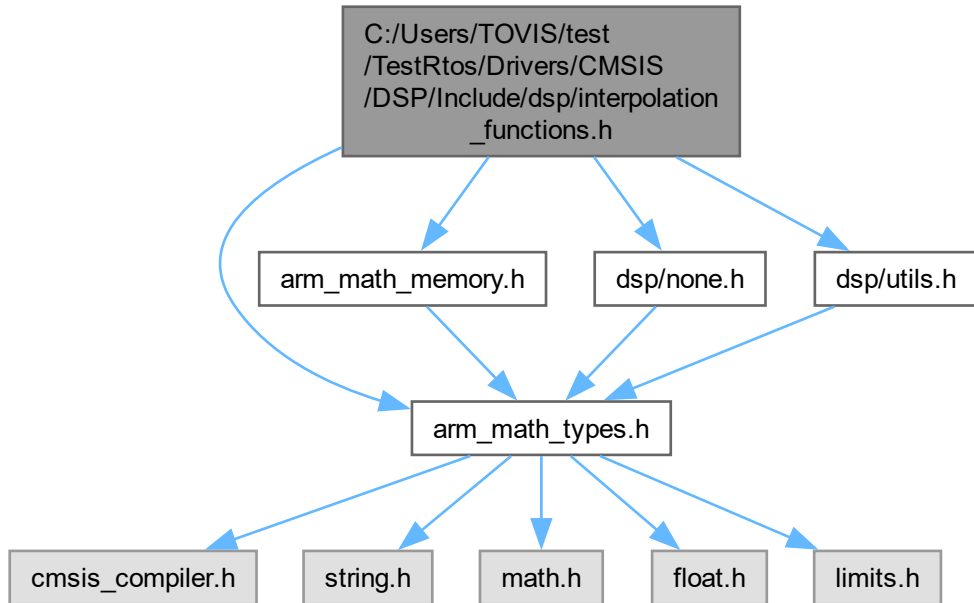 C:/Users/TOVIS/test
/TestRtos/Drivers/CMSIS
/DSP/Include/dsp/interpolation
_functions.h
arm_math_memory.h
dsp/none.h
dsp/utils.h
arm_math_types.h
cmsis_compiler.h
string.h
math.h
float.h
limits.h